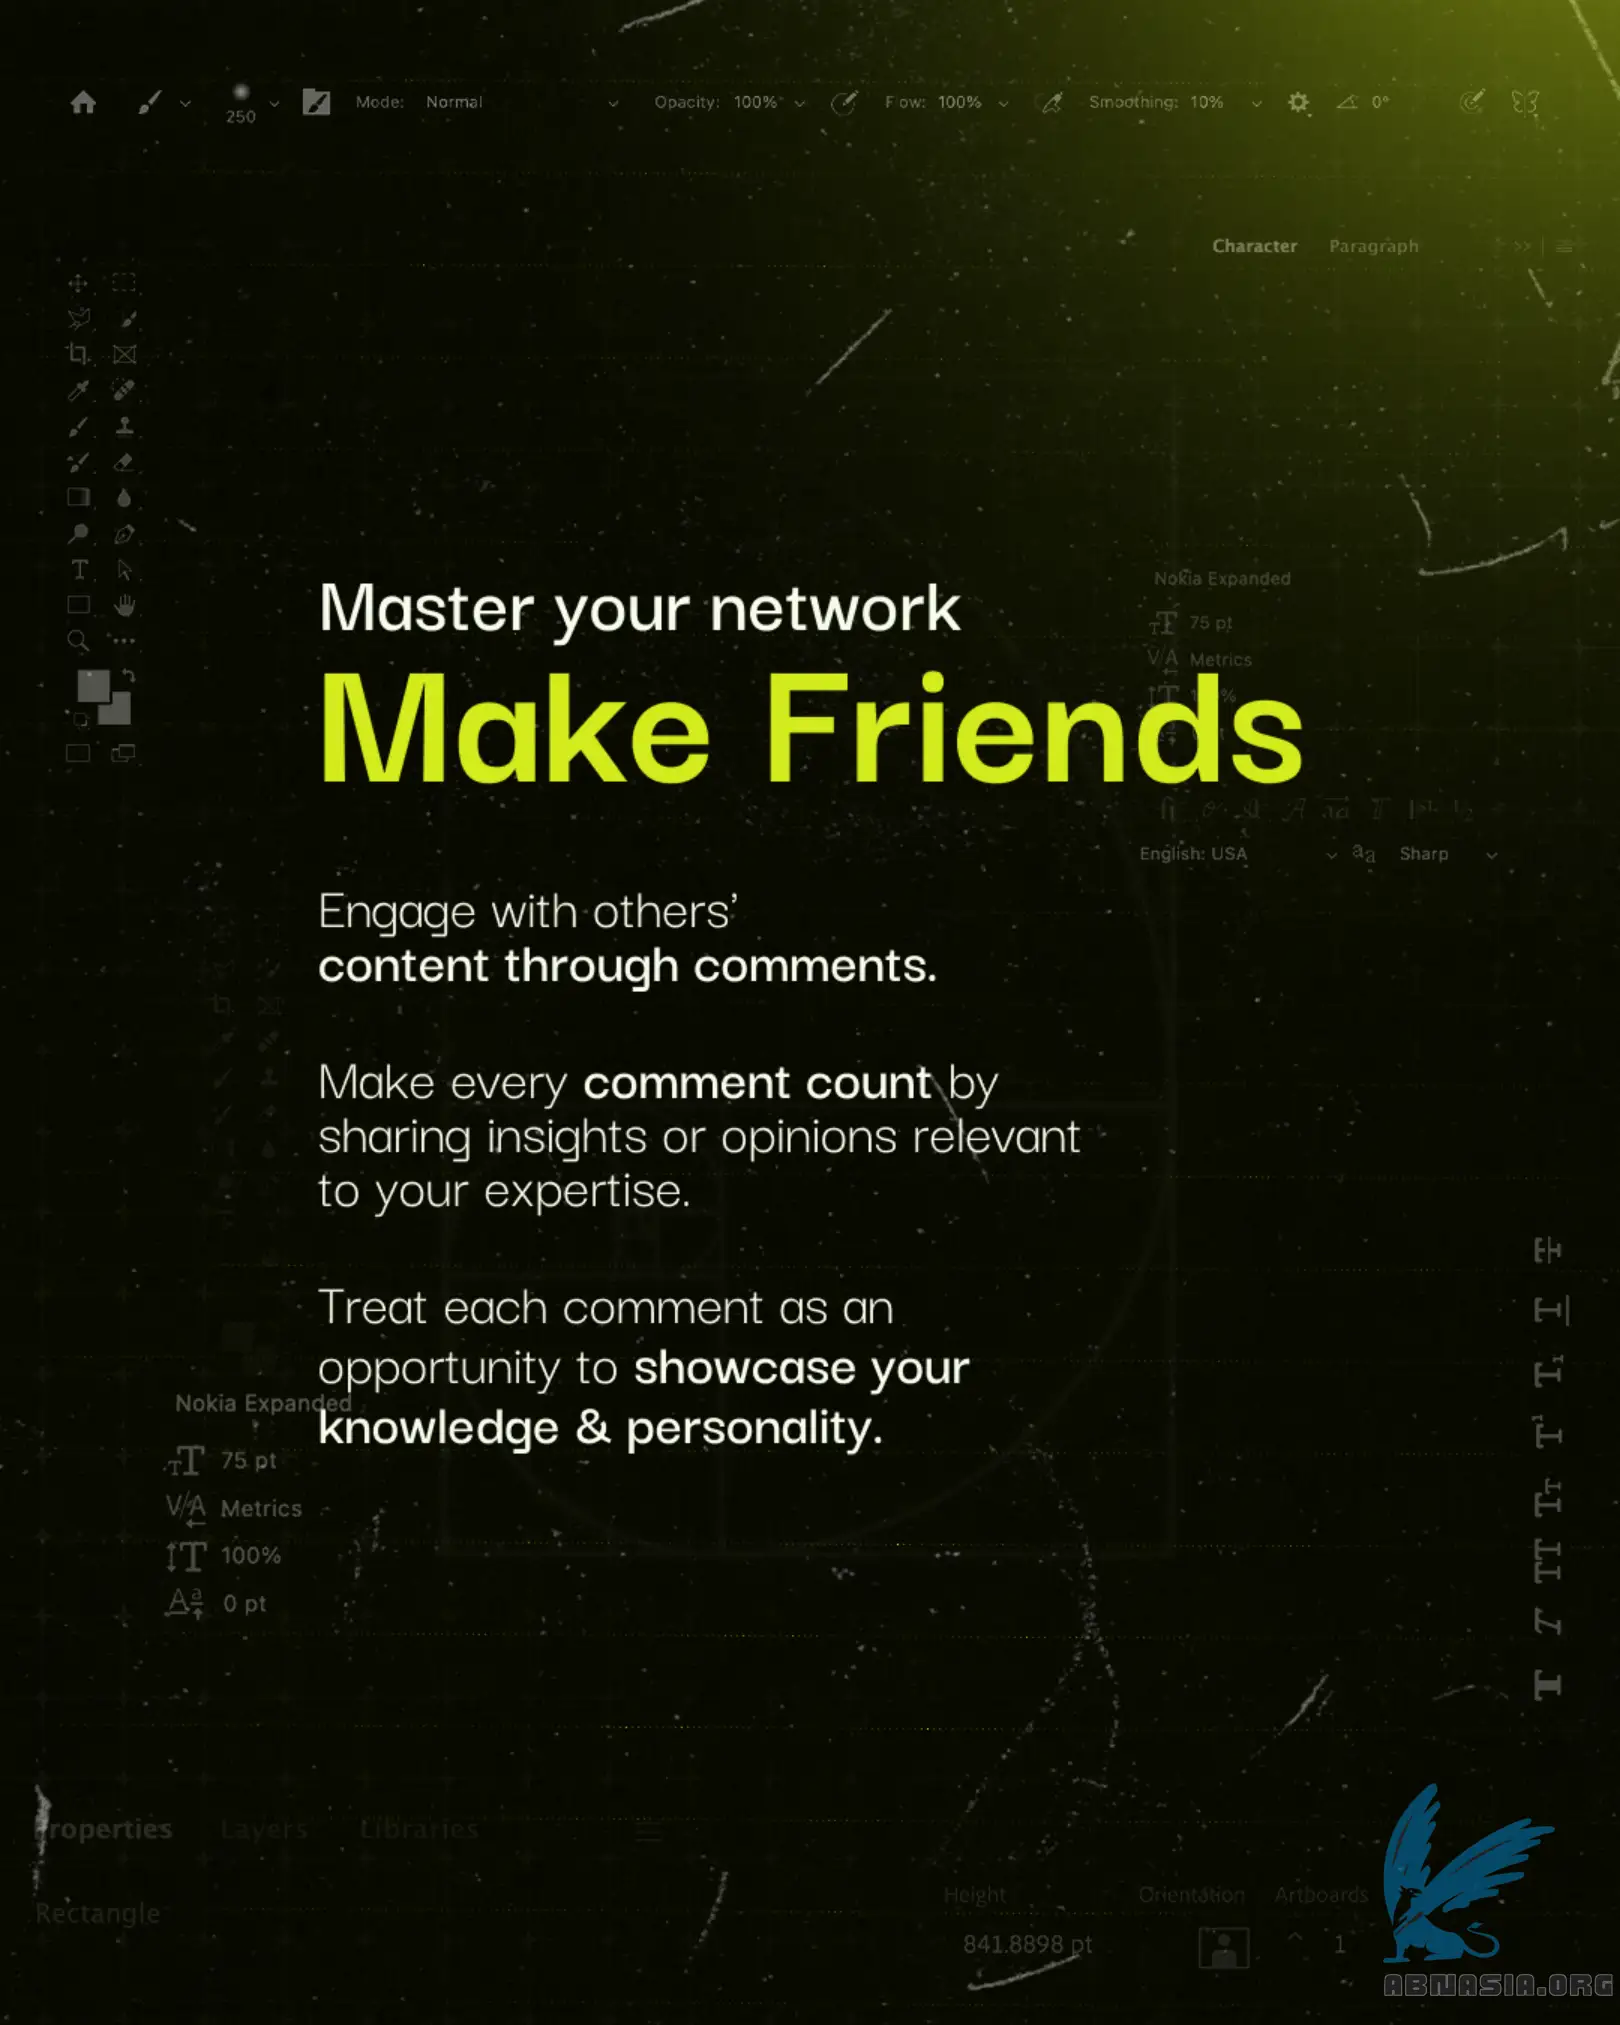 250
Mode: Normal
Opacity: 100%
Flow: 100%
Smoothing: 10%
0°
Character Paragraph
Nokia Expanded
75 pt
Metrics
Master your network
Make Friends
English: USA
Sharp
Engage with others’
content through comments.
Make every comment count by
sharing insights or opinions relevant
to your expertise.
Treat each comment as an
opportunity to showcase your
knowledge & personality.
Nokia Expanded
75 pt
Metrics
100%
0 pt
Properties Layers Libraries
Rectangle
Height Orientation Artboards
841.8898 pt
1
ABNASIA.ORG